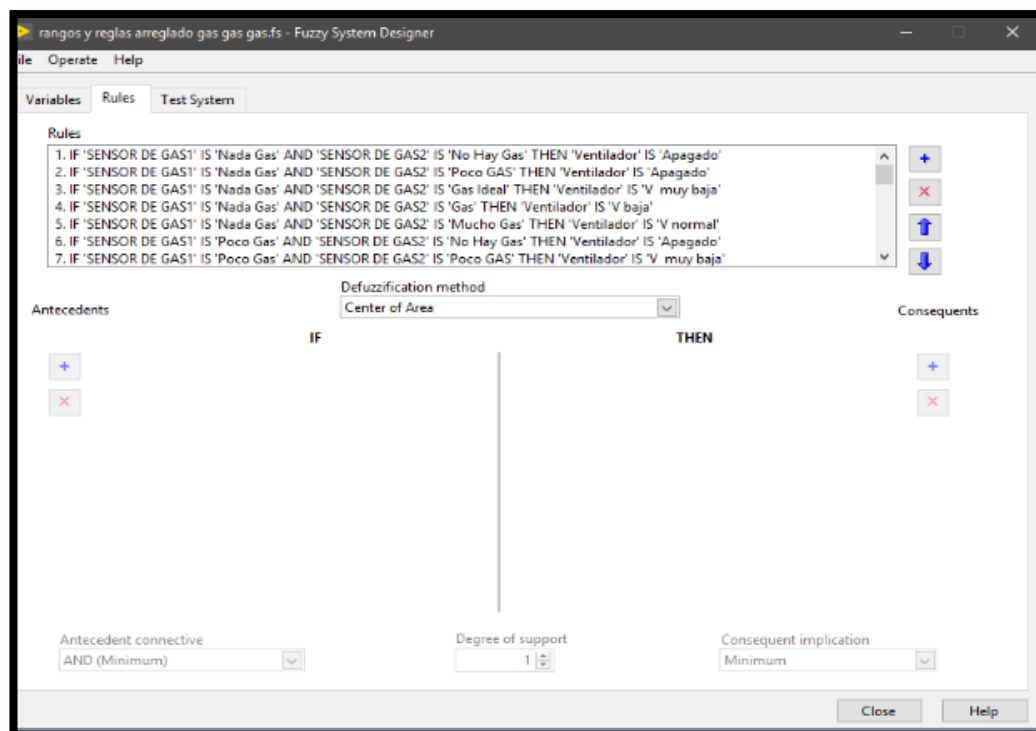 rangos y reglas arreglado gas gas gas.fs - Fuzzy System Designer
ile Operate Help
Variables Rules Test System
Rules
1. IF 'SENSOR DE GAS1' IS 'Nada Gas' AND 'SENSOR DE GAS2' IS 'No Hay Gas' THEN 'Ventilador' IS 'Apagado'
2. IF 'SENSOR DE GAS1' IS 'Nada Gas' AND 'SENSOR DE GAS2' IS 'Poco GAS' THEN 'Ventilador' IS 'Apagado'
3. IF 'SENSOR DE GAS1' IS 'Nada Gas' AND 'SENSOR DE GAS2' IS 'Gas Ideal' THEN 'Ventilador' IS 'V  muy baja'
4. IF 'SENSOR DE GAS1' IS 'Nada Gas' AND 'SENSOR DE GAS2' IS 'Gas' THEN 'Ventilador' IS 'V baja'
5. IF 'SENSOR DE GAS1' IS 'Nada Gas' AND 'SENSOR DE GAS2' IS 'Mucho Gas' THEN 'Ventilador' IS 'V normal'
6. IF 'SENSOR DE GAS1' IS 'Poco Gas' AND 'SENSOR DE GAS2' IS 'No Hay Gas' THEN 'Ventilador' IS 'Apagado'
7. IF 'SENSOR DE GAS1' IS 'Poco Gas' AND 'SENSOR DE GAS2' IS 'Poco GAS' THEN 'Ventilador' IS 'V  muy baja'
Defuzzification method
Center of Area
Antecedents Consequents
IF THEN
Antecedent connective Degree of support Consequent implication
AND (Minimum) 1 Minimum
Close Help